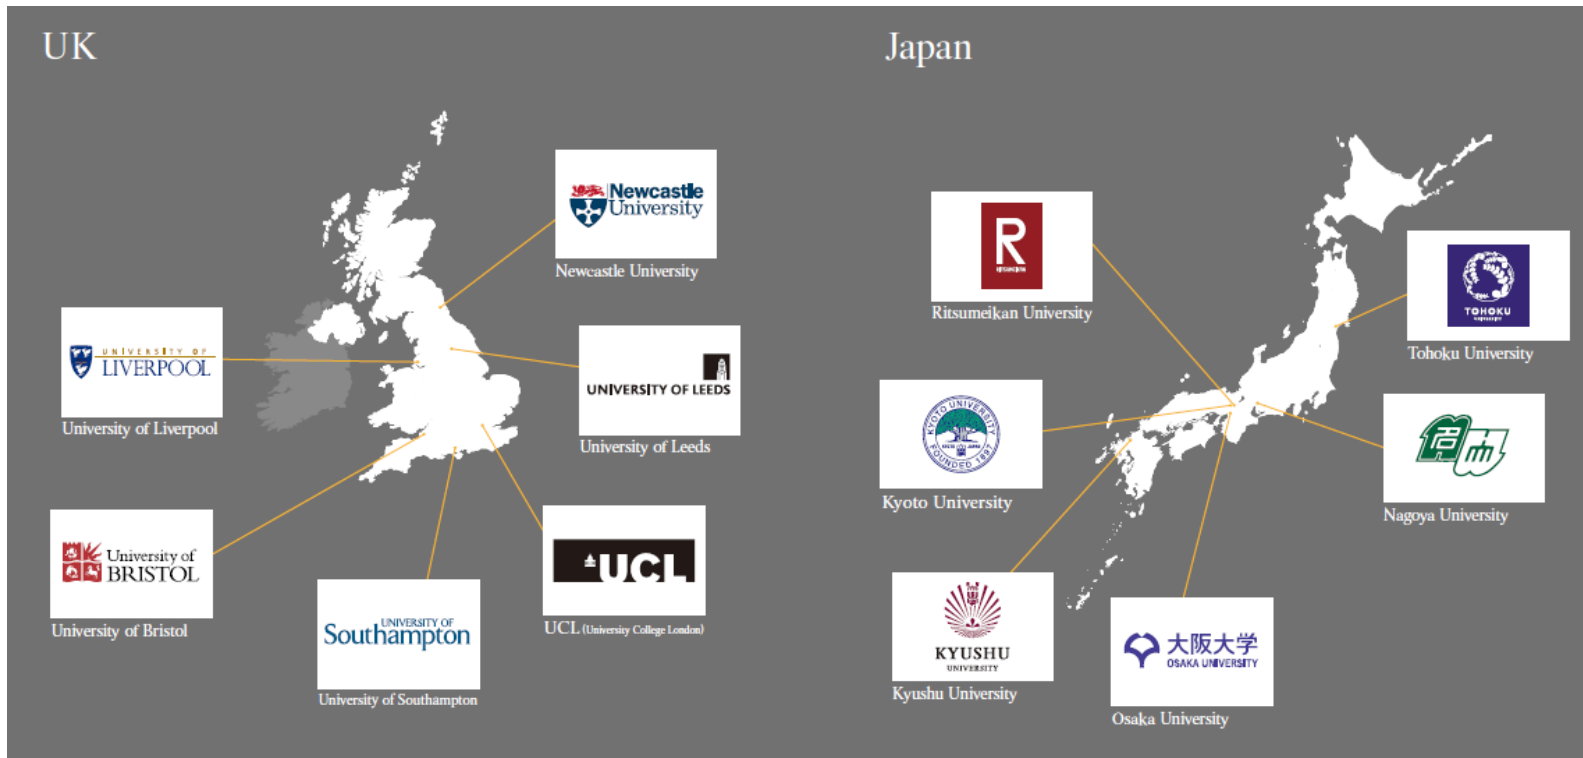 UK
Newcastle
University
Newcastle University
UNIVERSITY OF
LIVERPOOL
University of Liverpool
UNIVERSITY OF LEEDS
University of Leeds
University of
BRISTOL
University of Bristol
UNIVERSITY OF
Southampton
University of Southampton
UCL
UCL (University College London)
Japan
R
RITSUMEIKAN
Ritsumeikan University
TOHOKU
UNIVERSITY
Tohoku University
KYOTO UNIVERSITY
FOUNDED 1897
Kyoto University
Nagoya University
KYUSHU
UNIVERSITY
Kyushu University
大阪大学
OSAKA UNIVERSITY
Osaka University